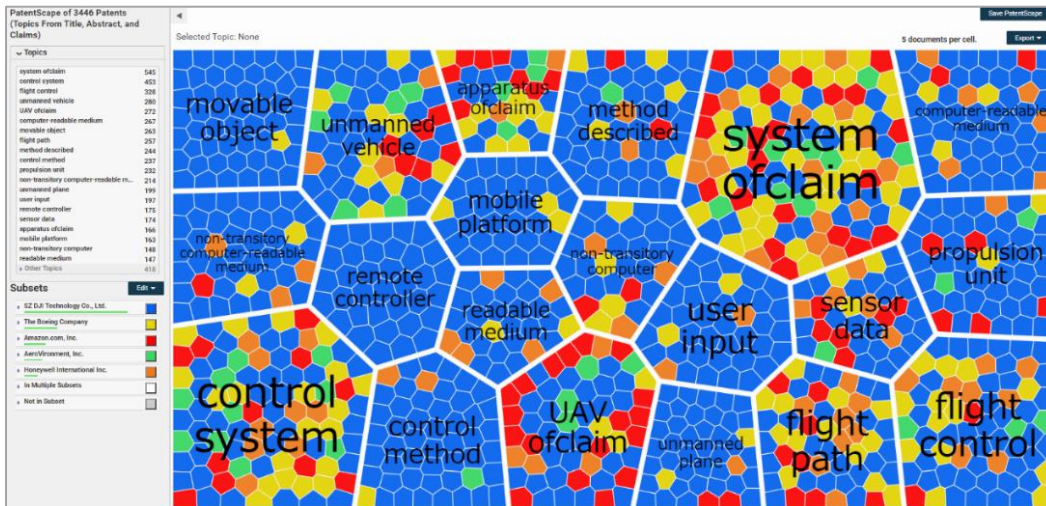 PatentScape of 3446 Patents
(Topics From Title, Abstract, and
Claims)
Topics
system ofclaim 545
control system 453
flight control 328
unmanned vehicle 280
UAV ofclaim 272
computer-readable medium 267
movable object 263
flight path 257
method described 244
control method 237
propulsion unit 232
non-transitory computer-readable m... 214
unmanned plane 199
user input 197
remote controller 175
sensor data 174
apparatus ofclaim 166
mobile platform 163
non-transitory computer 148
readable medium 147
Other Topics 418
Subsets
Edit
SZ DJI Technology Co., Ltd.
The Boeing Company
Amazon.com, Inc.
AeroVironment, Inc.
Honeywell International Inc.
In Multiple Subsets
Not in Subset
Save PatentScape
Selected Topic: None
5 documents per cell.
Export
movable
object
unmanned
vehicle
apparatus
ofclaim
method
described
system
ofclaim
computer-readable
medium
non-transitory
computer-readable
medium
remote
controller
mobile
platform
readable
medium
non-transitory
computer
user
input
sensor
data
propulsion
unit
control
system
control
method
UAV
ofclaim
unmanned
plane
flight
path
flight
control